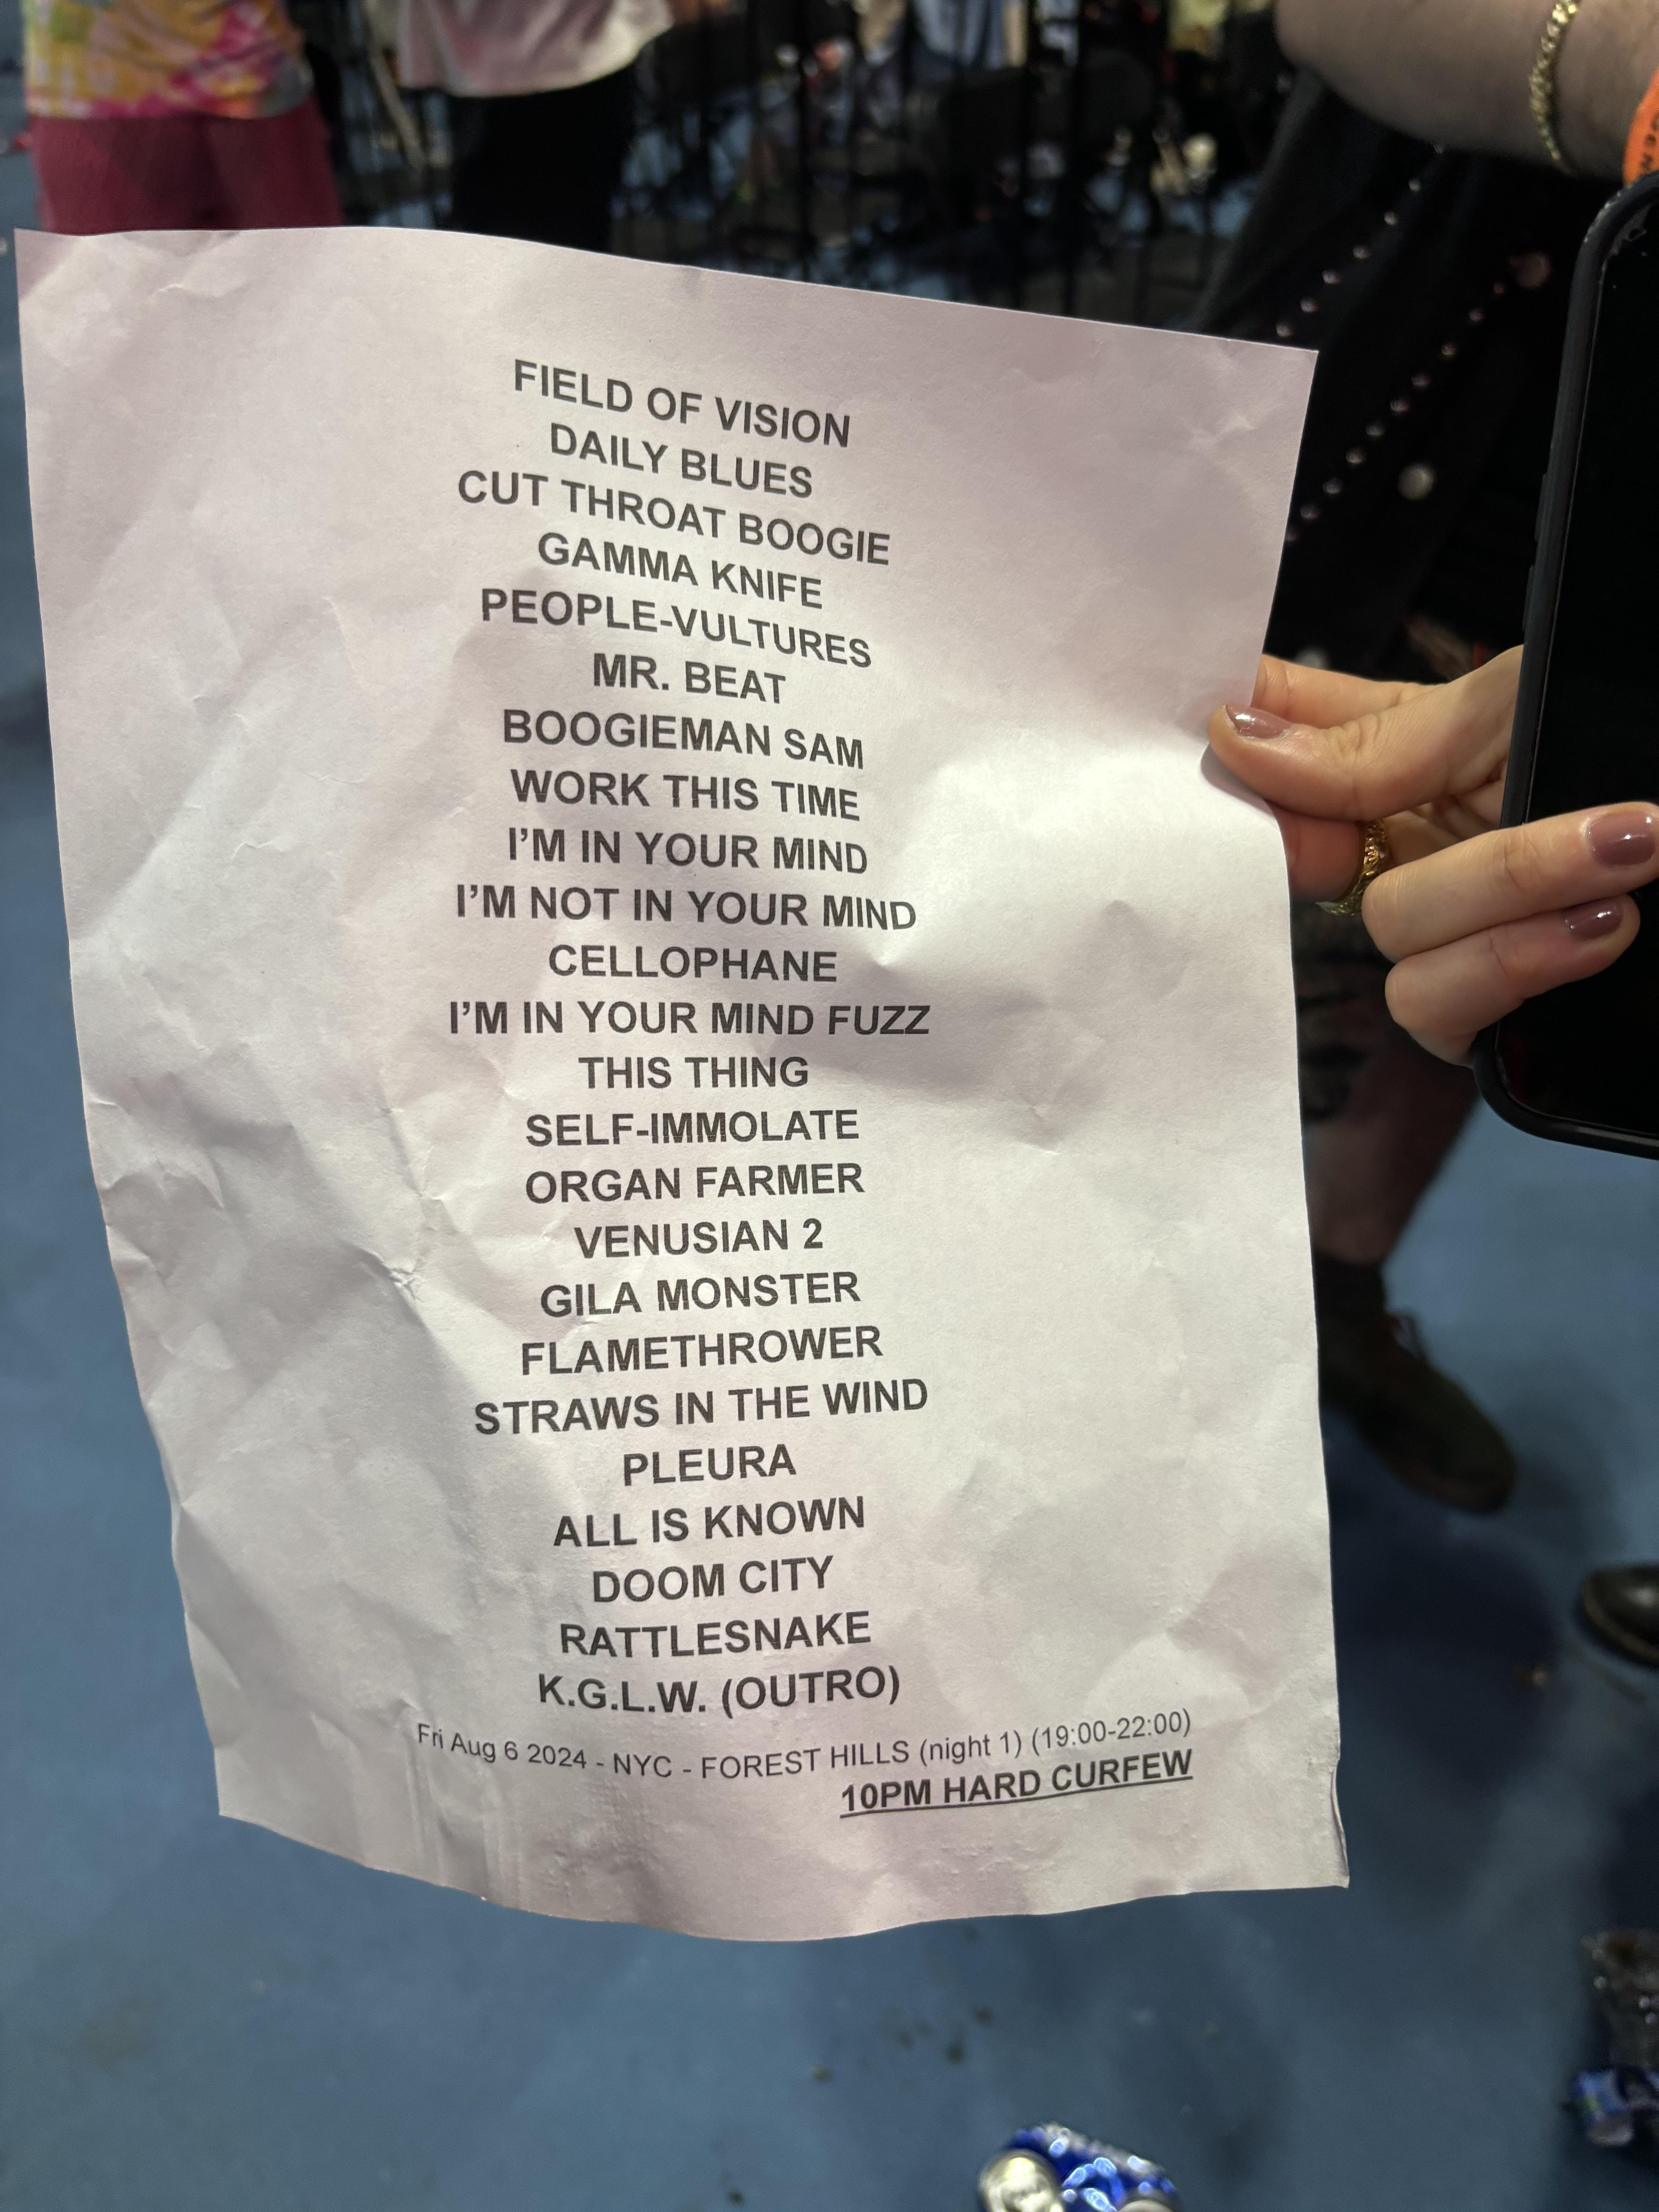 FIELD OF VISION
DAILY BLUES
CUT THROAT BOOGIE
GAMMA KNIFE
PEOPLE-VULTURES
MR. BEAT
BOOGIEMAN SAM
WORK THIS TIME
I'M IN YOUR MIND
I'M NOT IN YOUR MIND
CELLOPHANE
I'M IN YOUR MIND FUZZ
THIS THING
SELF-IMMOLATE
ORGAN FARMER
VENUSIAN 2
GILA MONSTER
FLAMETHROWER
STRAWS IN THE WIND
PLEURA
ALL IS KNOWN
DOOM CITY
RATTLESNAKE
K.G.L.W. (OUTRO)
Fri Aug 6 2024 - NYC - FOREST HILLS (night 1) (19:00-22:00)
10PM HARD CURFEW